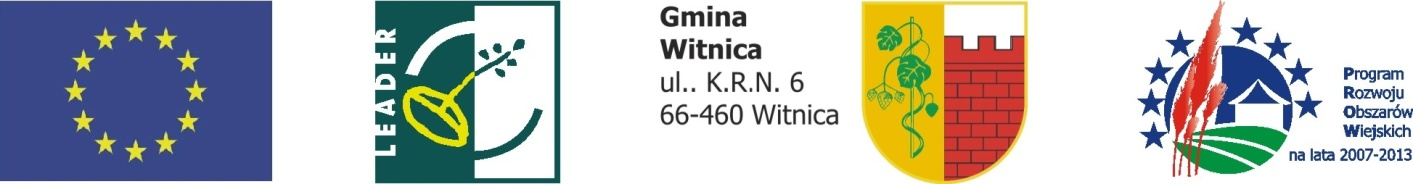 LEADER
Gmina
Witnica
ul.. K.R.N. 6
66-460 Witnica
Program
Rozwoju
Obszarów
Wiejskich
na lata 2007-2013